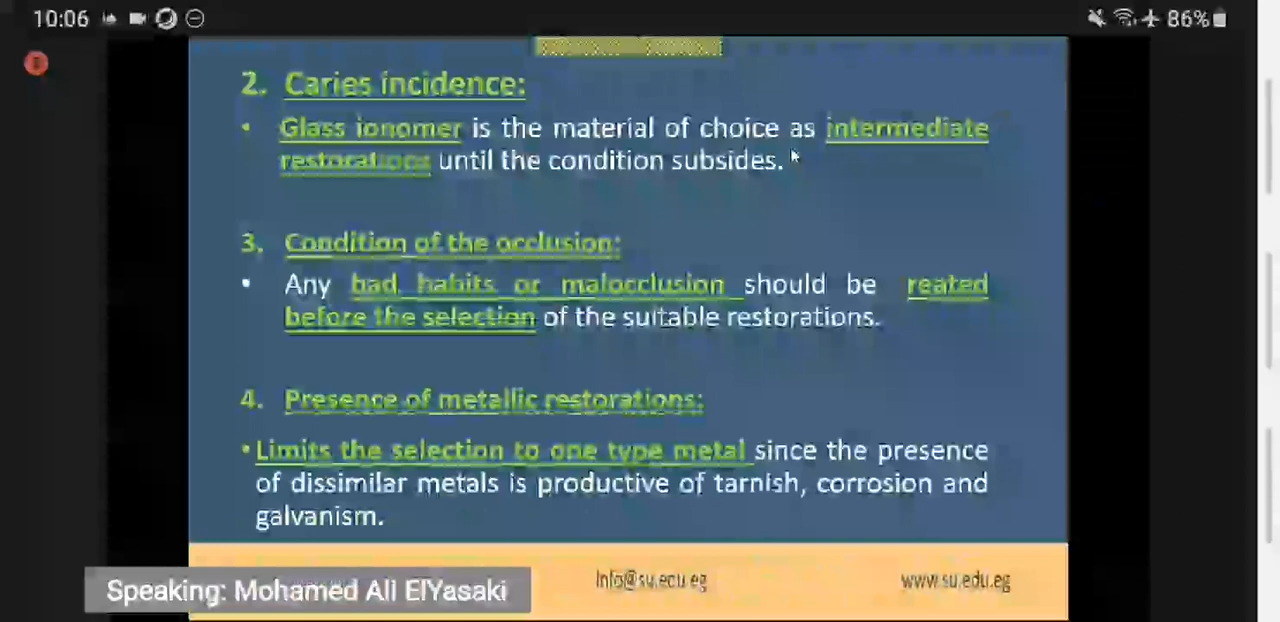 10:06
86%
2. Caries incidence:
• Glass ionomer is the material of choice as intermediate
restorations until the condition subsides.
3. Condition of the occlusion:
• Any bad habits or malocclusion should be reated
before the selection of the suitable restorations.
4. Presence of metallic restorations:
• Limits the selection to one type metal since the presence
of dissimilar metals is productive of tarnish, corrosion and
galvanism.
Info@su.edu.eg www.su.edu.eg
Speaking: Mohamed Ali ElYasaki